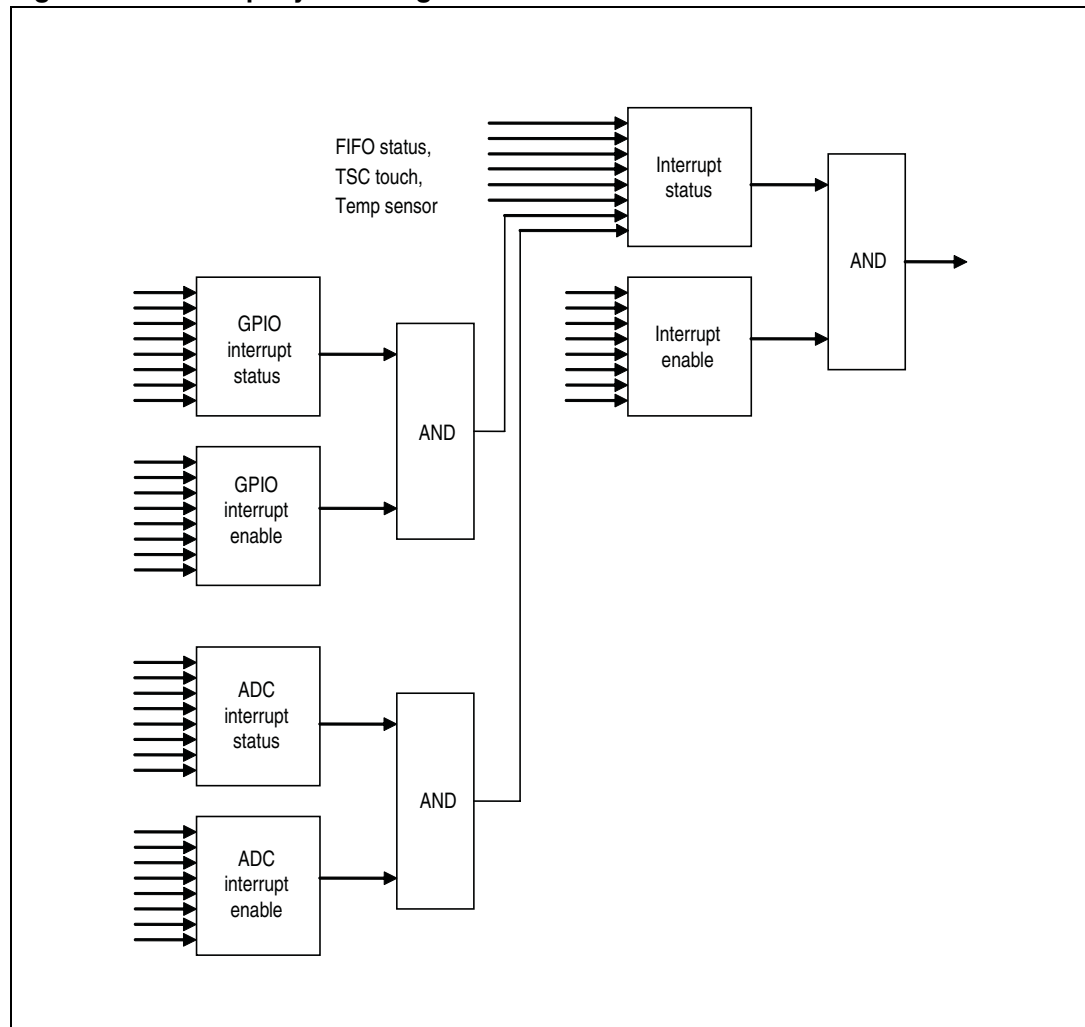 FIFO status,
TSC touch,
Temp sensor
Interrupt
status
AND
Interrupt
enable
GPIO
interrupt
status
AND
GPIO
interrupt
enable
ADC
interrupt
status
AND
ADC
interrupt
enable